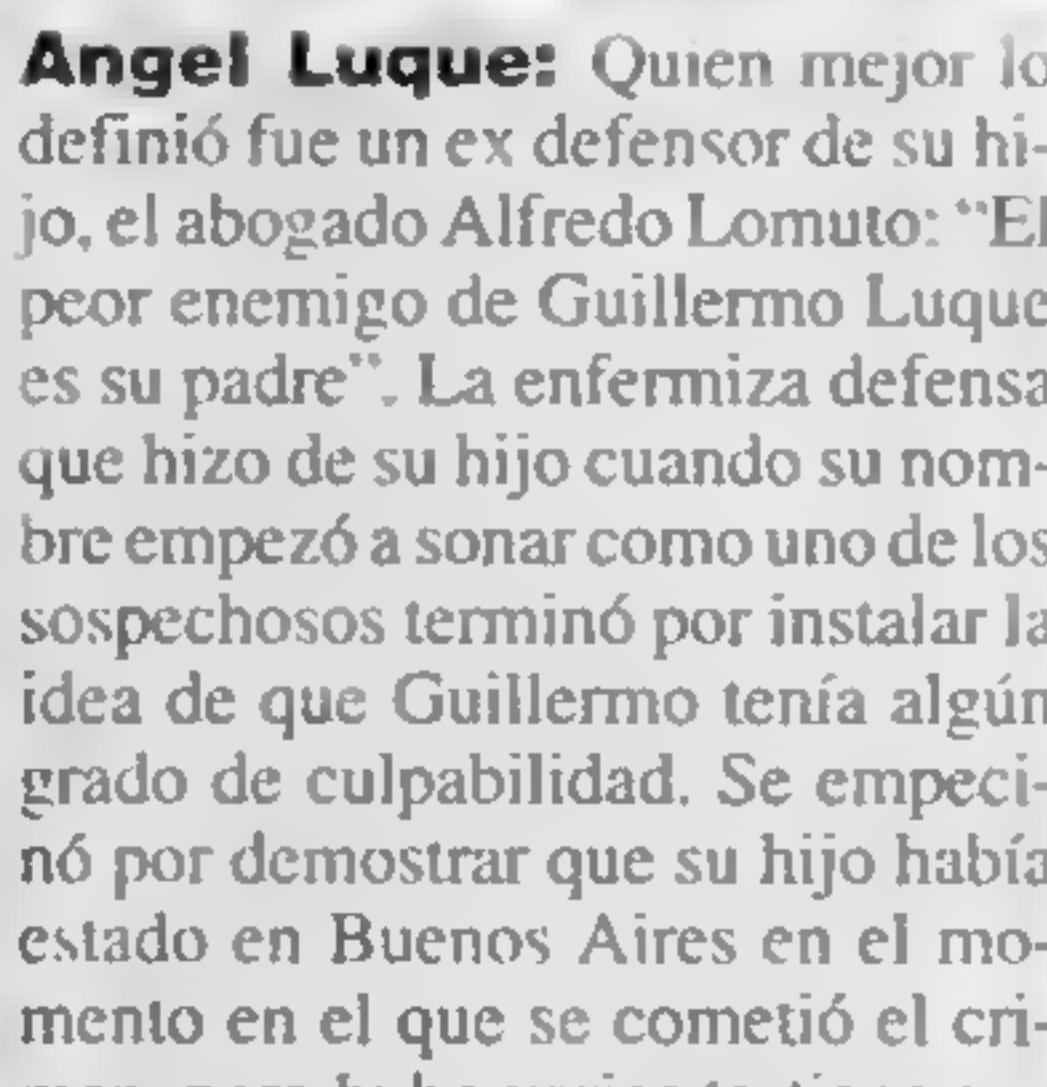 Angel Luque: Quien mejor lo
definió fue un ex defensor de su hi-
jo, el abogado Alfredo Lomuto: "El
peor enemigo de Guillermo Luque
es su padre". La enfermiza defensa
que hizo de su hijo cuando su nom-
bre empezó a sonar como uno de los
sospechosos terminó por instalar la
idea de que Guillermo tenía algún
grado de culpabilidad. Se empeci-
nó por demostrar que su hijo había
estado en Buenos Aires en el mo-
mento en el que se cometió el cri-